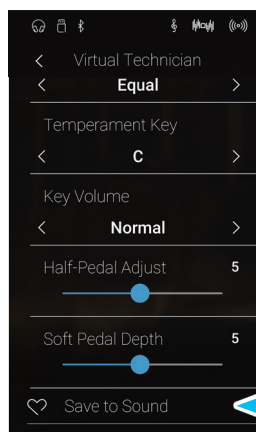 Virtual Technician
Equal
Temperament Key
C
Key Volume
Normal
Half-Pedal Adjust 5
Soft Pedal Depth 5
Save to Sound